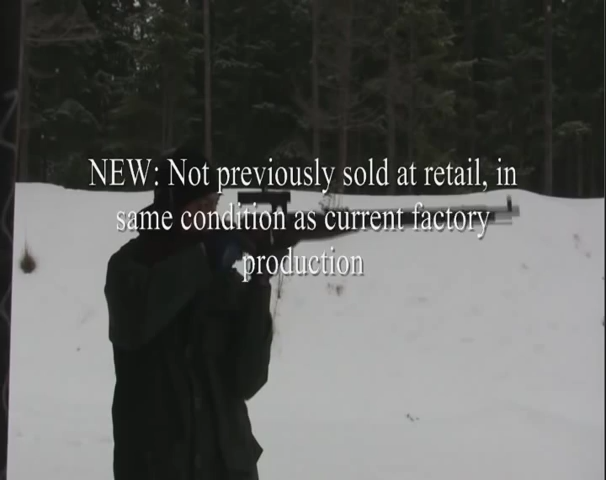 NEW: Not previously sold at retail, in
same condition as current factory
production